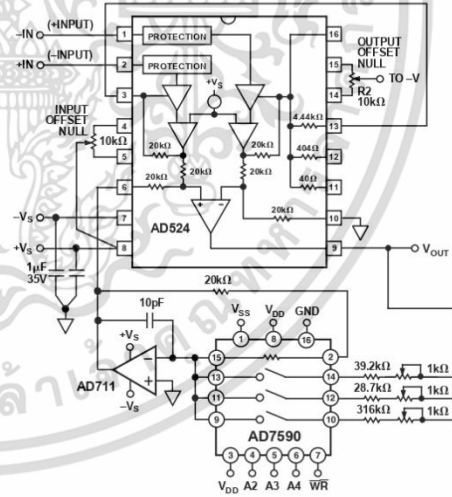 –IN (+INPUT)
+IN (–INPUT)
1
PROTECTION
2
PROTECTION
3
+VS
INPUT
OFFSET
NULL
10kΩ
4
5
6
–VS
7
+VS
8
1μF
35V
20kΩ
20kΩ
20kΩ
20kΩ
20kΩ
20kΩ
4.44kΩ
404Ω
40Ω
AD524
16
15
14
13
12
11
10
9
OUTPUT
OFFSET
NULL
TO –V
R2
10kΩ
VOUT
20kΩ
10pF
+VS
AD711
–VS
VSS
VDD
GND
1
8
16
15
2
13
14
11
12
9
10
39.2kΩ
1kΩ
28.7kΩ
1kΩ
316kΩ
1kΩ
AD7590
3
4
5
6
7
VDD
A2
A3
A4
WR